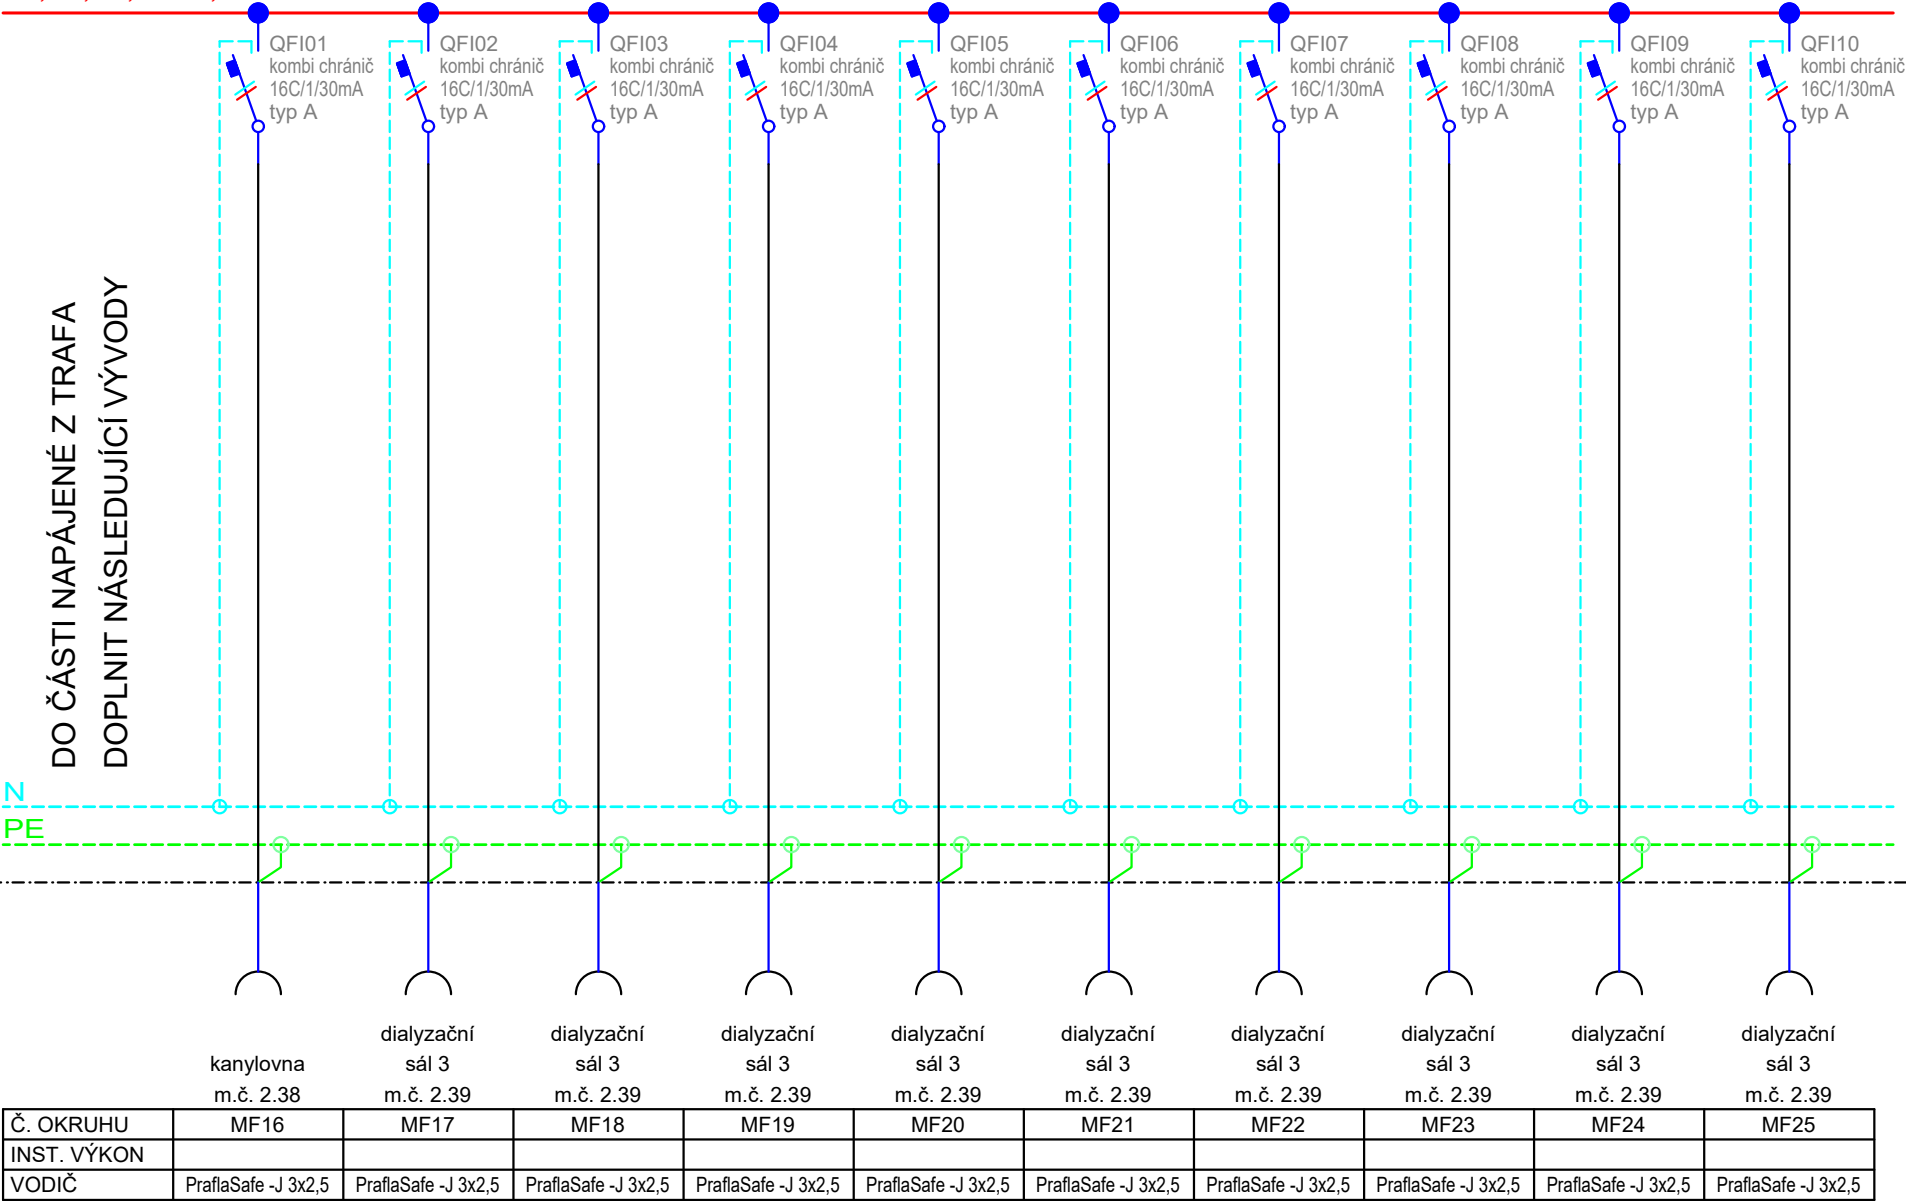 QFI01
kombi chránič
16C/1/30mA
typ A
QFI02
kombi chránič
16C/1/30mA
typ A
QFI03
kombi chránič
16C/1/30mA
typ A
QFI04
kombi chránič
16C/1/30mA
typ A
QFI05
kombi chránič
16C/1/30mA
typ A
QFI06
kombi chránič
16C/1/30mA
typ A
QFI07
kombi chránič
16C/1/30mA
typ A
QFI08
kombi chránič
16C/1/30mA
typ A
QFI09
kombi chránič
16C/1/30mA
typ A
QFI10
kombi chránič
16C/1/30mA
typ A
DO ČÁSTI NAPÁJENÉ Z TRAFA
DOPLNIT NÁSLEDUJÍCÍ VÝVODY
N
PE
kanylovna
m.č. 2.38
dialyzační
sál 3
m.č. 2.39
dialyzační
sál 3
m.č. 2.39
dialyzační
sál 3
m.č. 2.39
dialyzační
sál 3
m.č. 2.39
dialyzační
sál 3
m.č. 2.39
dialyzační
sál 3
m.č. 2.39
dialyzační
sál 3
m.č. 2.39
dialyzační
sál 3
m.č. 2.39
dialyzační
sál 3
m.č. 2.39
Č. OKRUHU MF16 MF17 MF18 MF19 MF20 MF21 MF22 MF23 MF24 MF25
INST. VÝKON
VODIČ PraflaSafe -J 3x2,5 PraflaSafe -J 3x2,5 PraflaSafe -J 3x2,5 PraflaSafe -J 3x2,5 PraflaSafe -J 3x2,5 PraflaSafe -J 3x2,5 PraflaSafe -J 3x2,5 PraflaSafe -J 3x2,5 PraflaSafe -J 3x2,5 PraflaSafe -J 3x2,5